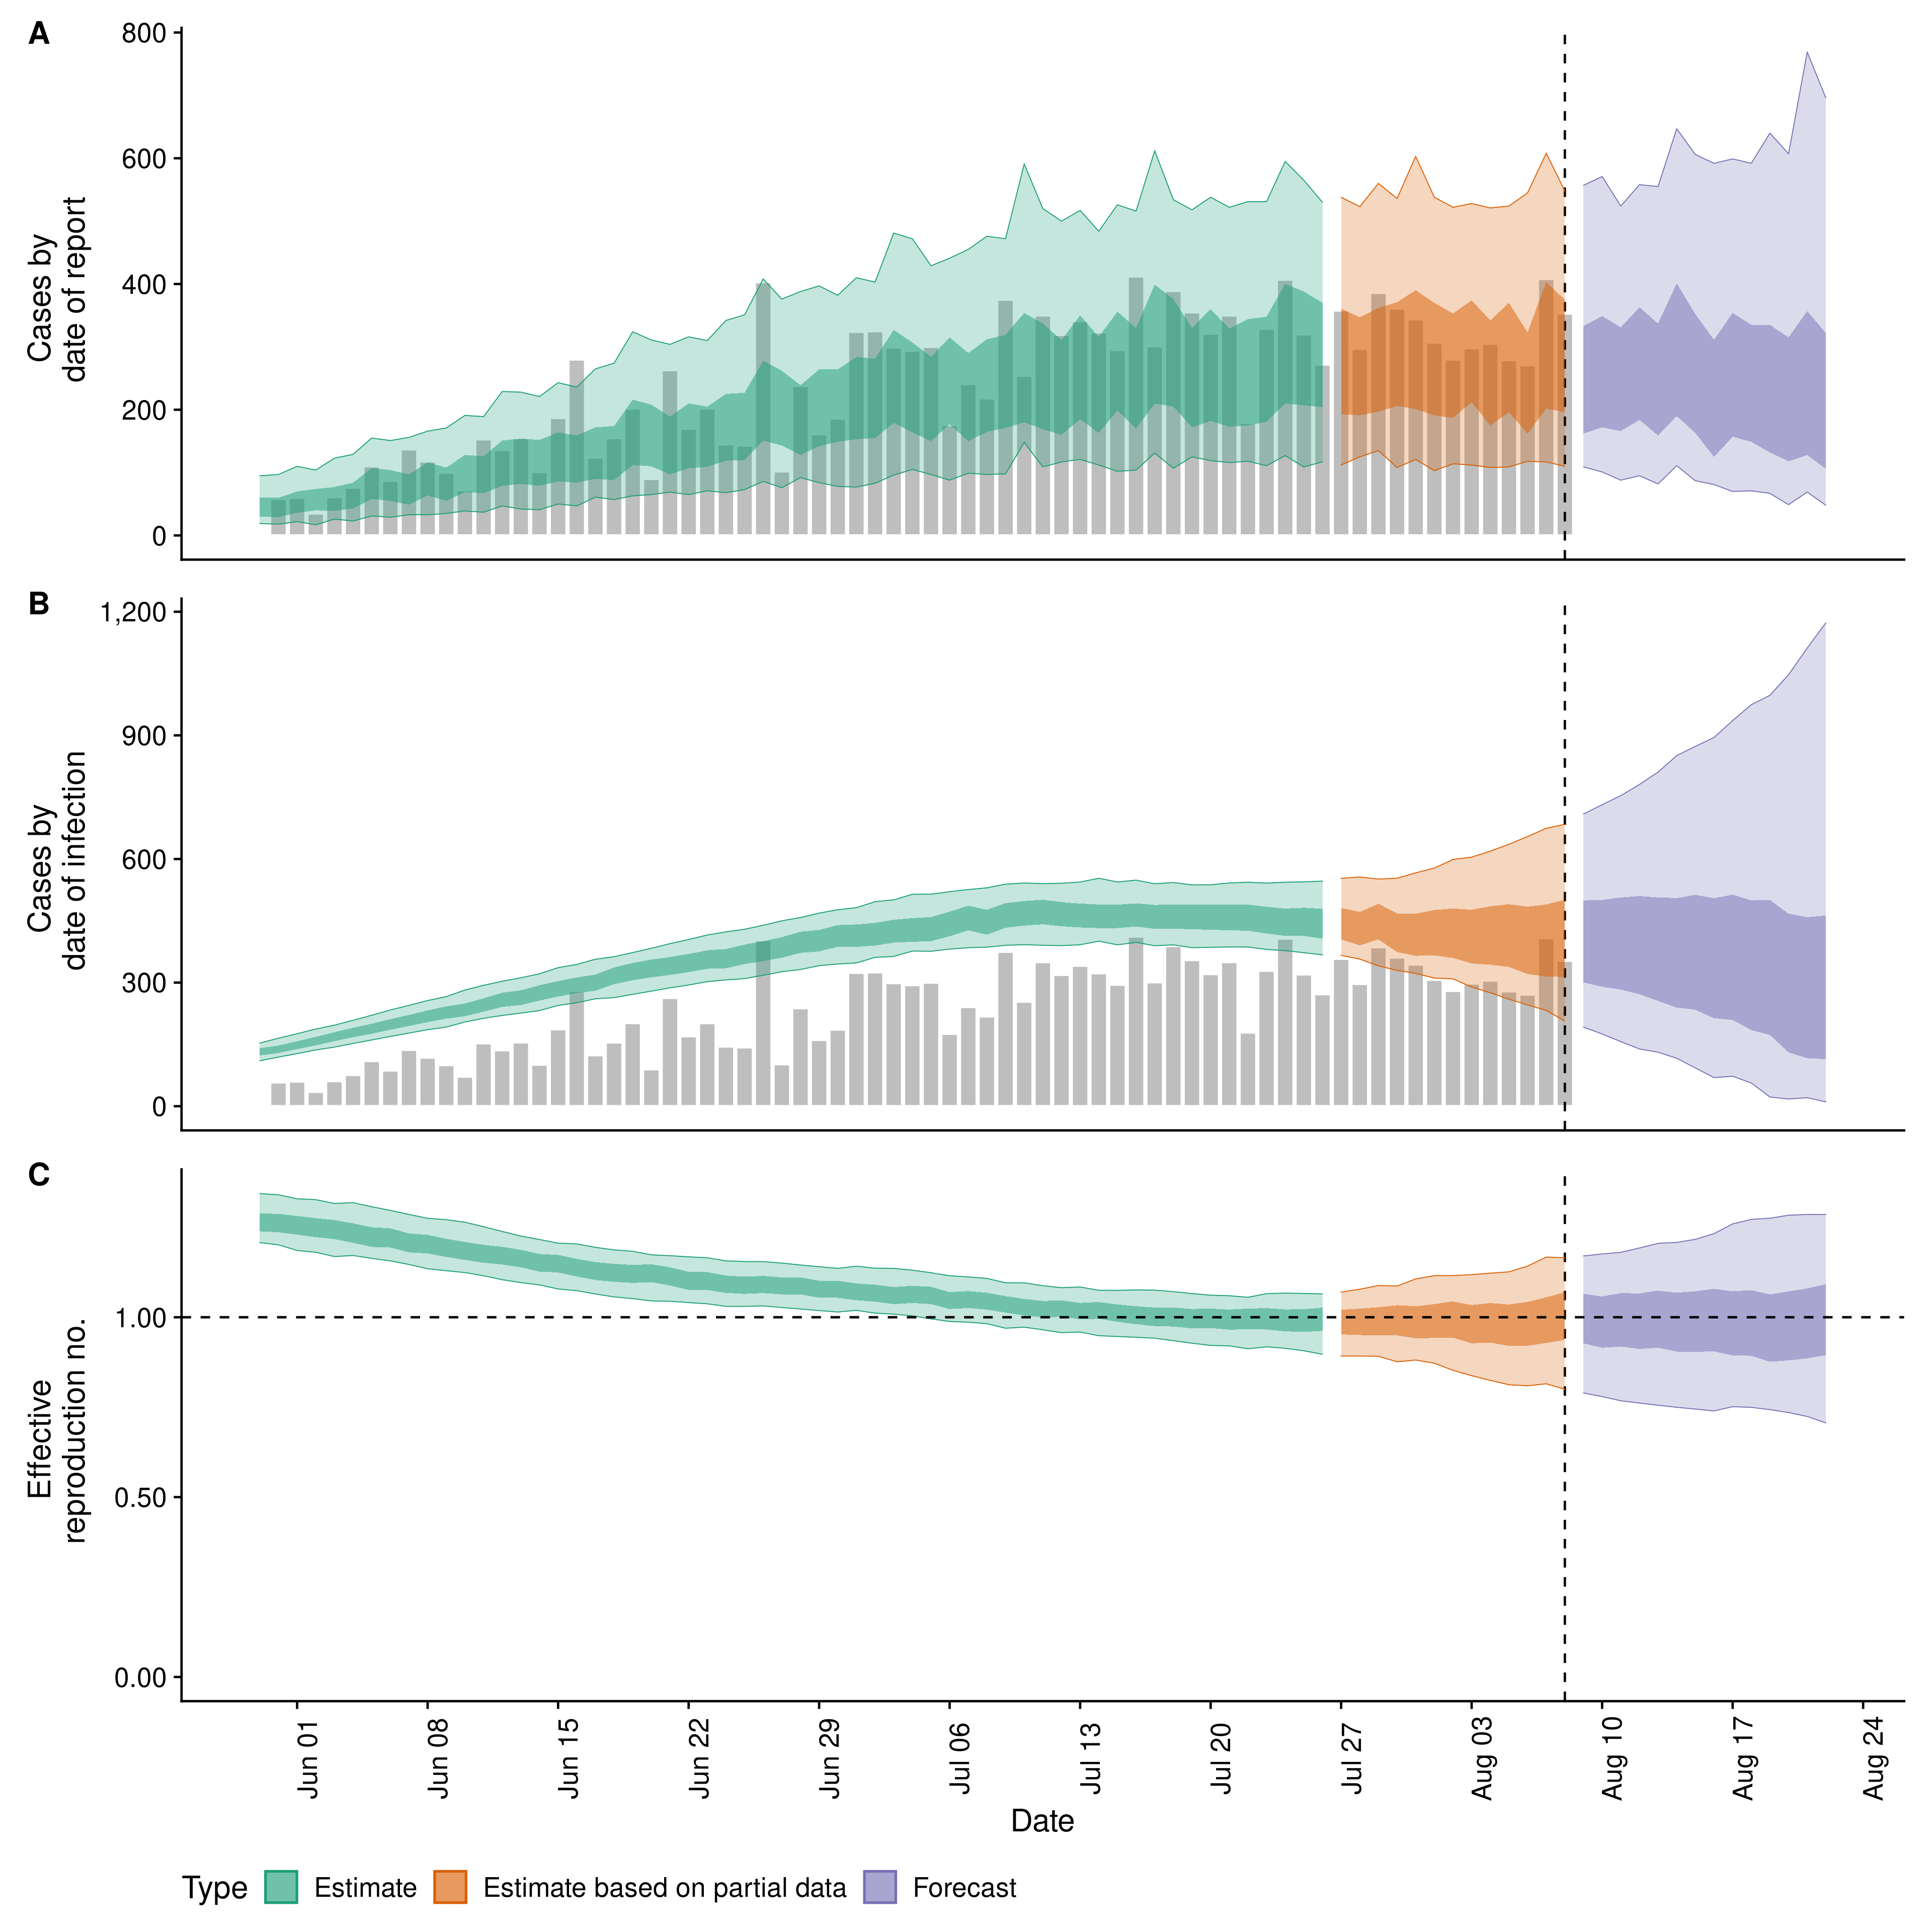 A
800
600
400
200
0
Cases by
date of report
B
1,200
900
600
300
0
Cases by
date of infection
C
1.00
0.50
0.00
Effective
reproduction no.
Jun 01
Jun 08
Jun 15
Jun 22
Jun 29
Jul 06
Jul 13
Jul 20
Jul 27
Aug 03
Aug 10
Aug 17
Aug 24
Date
Type Estimate Estimate based on partial data Forecast